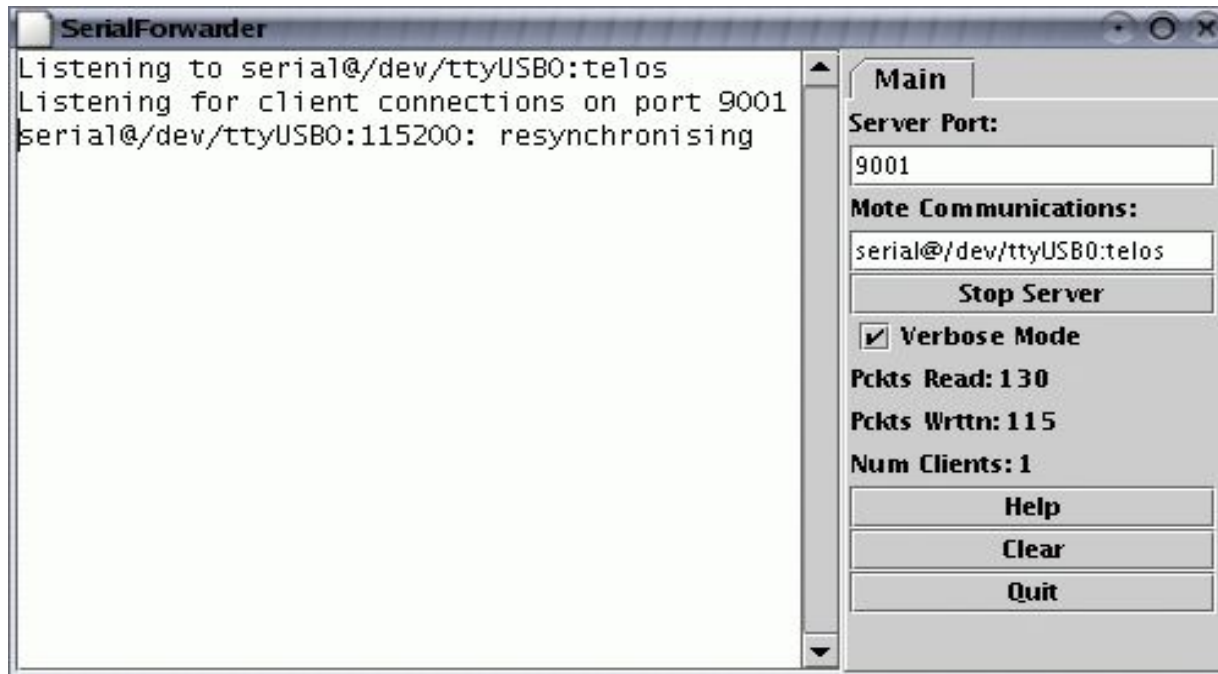 SerialForwarder
Listening to serial@/dev/ttyUSB0:telos
Listening for client connections on port 9001
serial@/dev/ttyUSB0:115200: resynchronising
Main
Server Port:
9001
Mote Communications:
serial@/dev/ttyUSB0:telos
Stop Server
Verbose Mode
Pckts Read: 130
Pckts Wrttn: 115
Num Clients: 1
Help
Clear
Quit